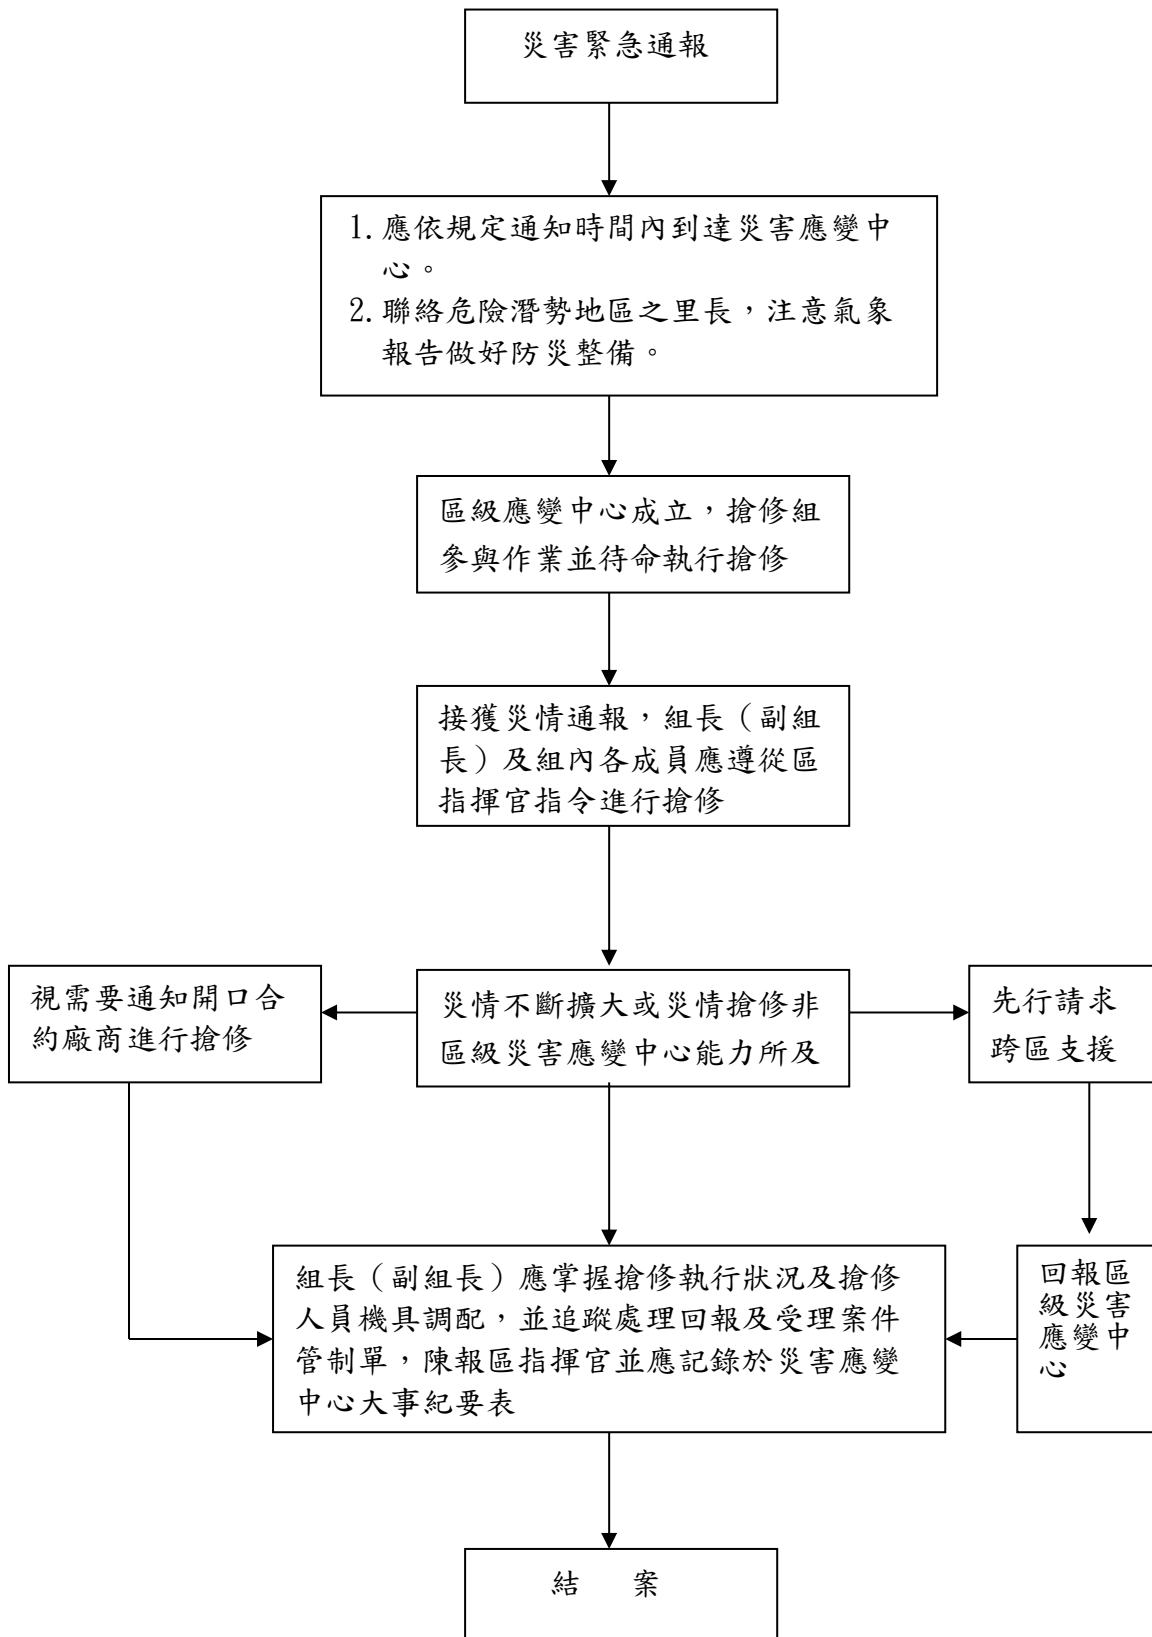 災害緊急通報
1. 應依規定通知時間內到達災害應變中
心。
2. 聯絡危險潛勢地區之里長，注意氣象
報告做好防災整備。
區級應變中心成立，搶修組
參與作業並待命執行搶修
接獲災情通報，組長（副組
長）及組內各成員應遵從區
指揮官指令進行搶修
視需要通知開口合
約廠商進行搶修
災情不斷擴大或災情搶修非
區級災害應變中心能力所及
先行請求
跨區支援
組長（副組長）應掌握搶修執行狀況及搶修
人員機具調配，並追蹤處理回報及受理案件
管制單，陳報區指揮官並應記錄於災害應變
中心大事紀要表
回報區
級災害
應變中
心
結　案